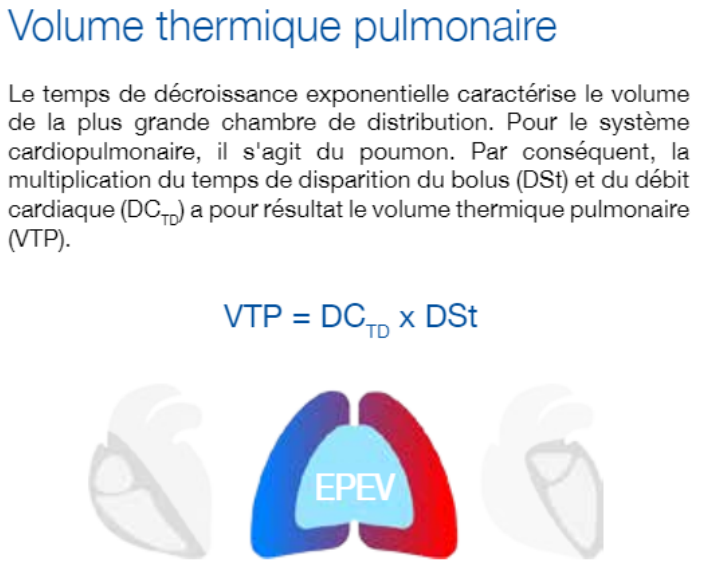 Volume thermique pulmonaire
Le temps de décroissance exponentielle caractérise le volume
de la plus grande chambre de distribution. Pour le système
cardiopulmonaire, il s'agit du poumon. Par conséquent, la
multiplication du temps de disparition du bolus (DSt) et du débit
cardiaque (DC_TD) a pour résultat le volume thermique pulmonaire
(VTP).
VTP = DC_TD x DSt
EPEV